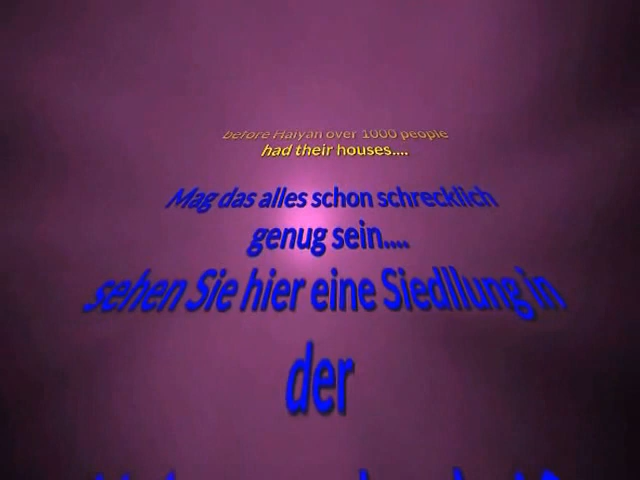 before Haiyan over 1000 people
had their houses....
Mag das alles schon schrecklich
genug sein....
sehen Sie hier eine Siedllung in
der